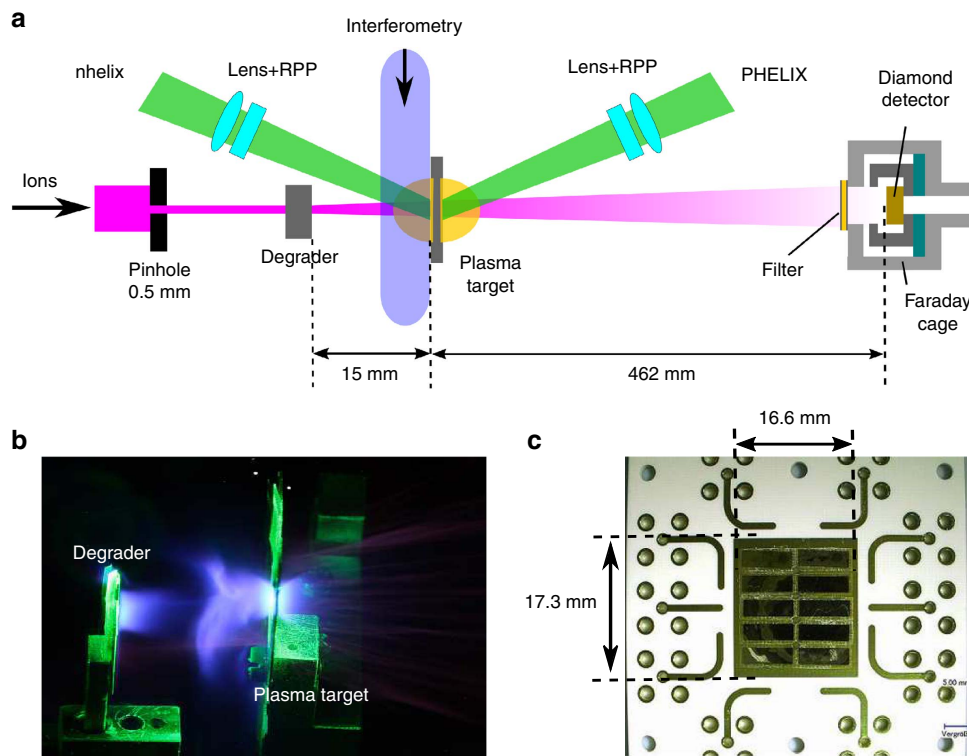 a
Interferometry
nhelix
Lens+RPP
Lens+RPP
PHELIX
Diamond
detector
Ions
Pinhole
0.5 mm
Degrader
Plasma
target
Filter
Faraday
cage
15 mm
462 mm
b
Degrader
Plasma target
c
16.6 mm
17.3 mm
5.00 mm